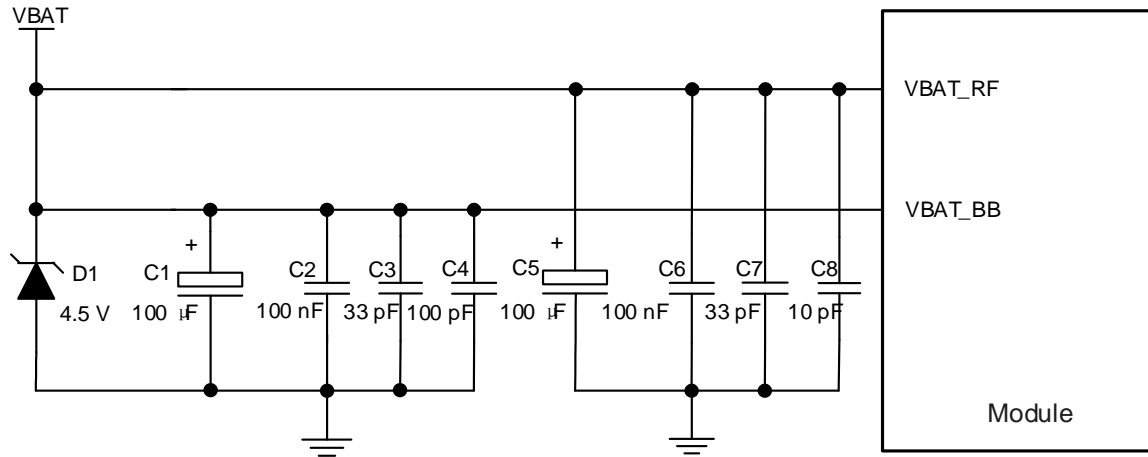 VBAT
VBAT_RF
VBAT_BB
D1
4.5 V
+
C1
100 µF
C2
100 nF
C3
33 pF
C4
100 pF
+
C5
100 µF
C6
100 nF
C7
33 pF
C8
10 pF
Module